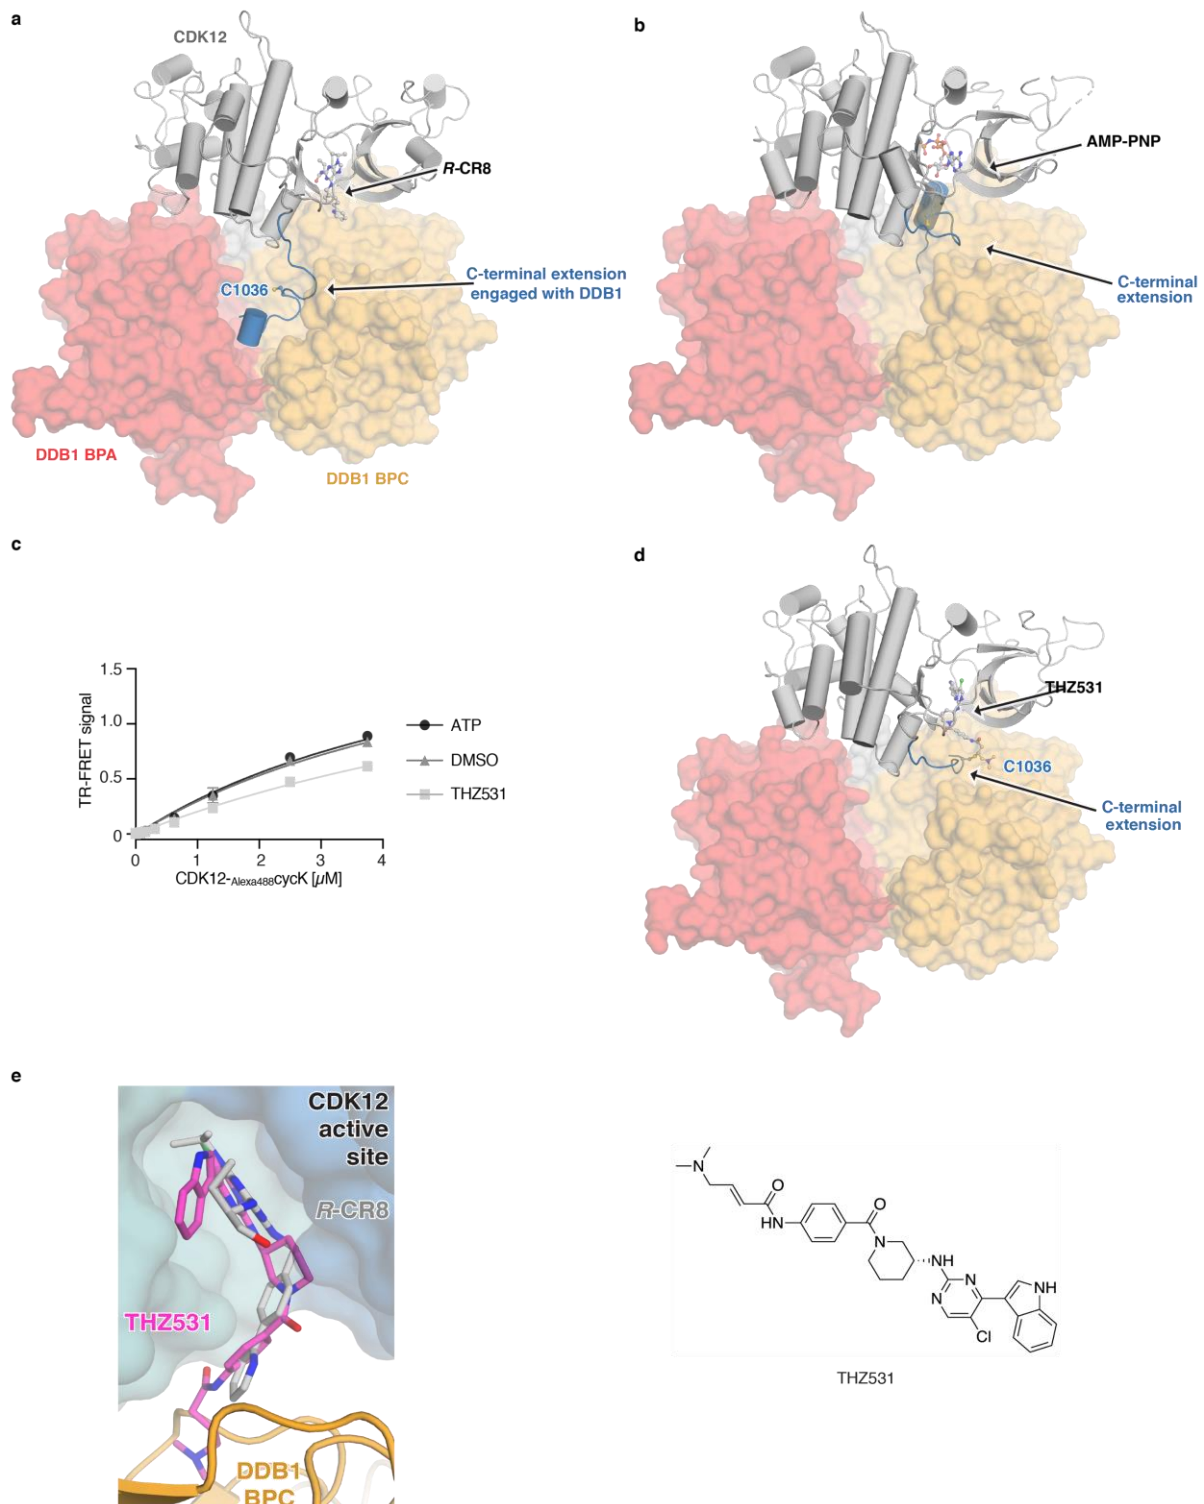 a
CDK12
R-CR8
C-terminal extension
engaged with DDB1
C1036
DDB1 BPA
DDB1 BPC
b
AMP-PNP
C-terminal
extension
c
TR-FRET signal
1.5
1.0
0.5
0
0 1 2 3 4
CDK12-Alexa488cycK [µM]
ATP
DMSO
THZ531
d
THZ531
C1036
C-terminal
extension
e
CDK12
active
site
R-CR8
THZ531
DDB1
BPC
N
O
HN
O
N
NH
N
N
NH
Cl
THZ531